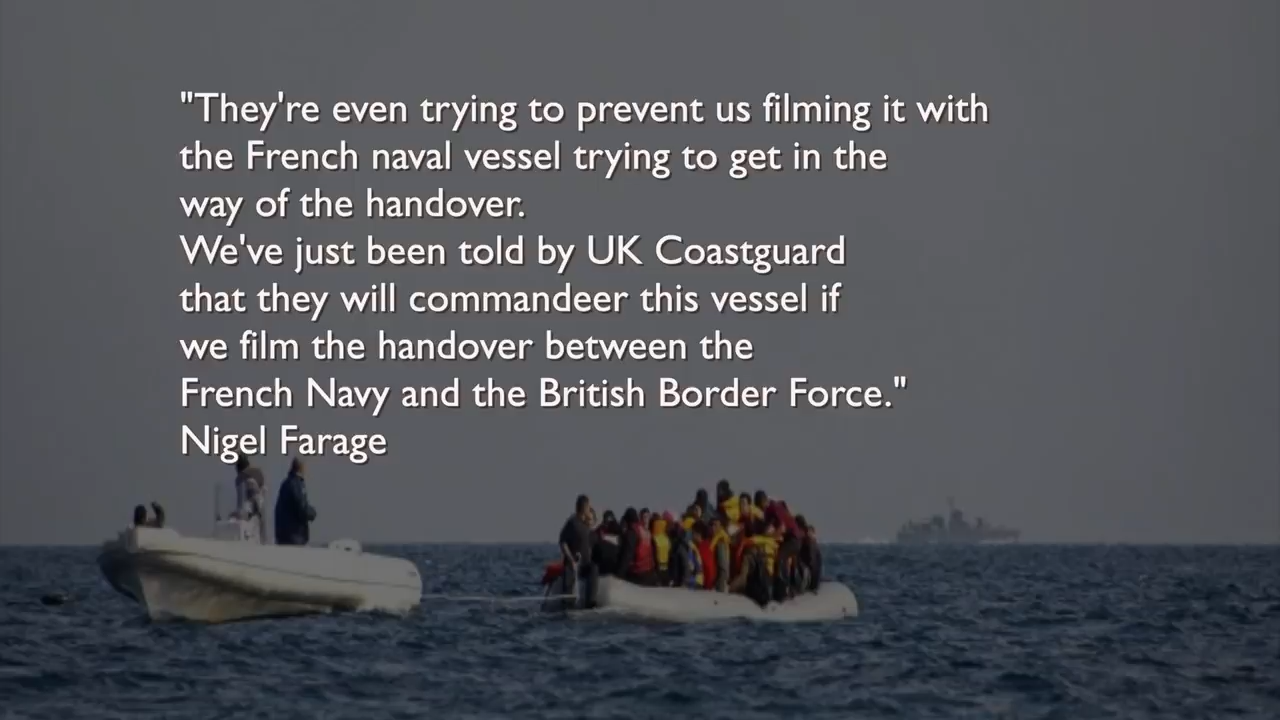 "They're even trying to prevent us filming it with
the French naval vessel trying to get in the
way of the handover.
We've just been told by UK Coastguard
that they will commandeer this vessel if
we film the handover between the
French Navy and the British Border Force."
Nigel Farage